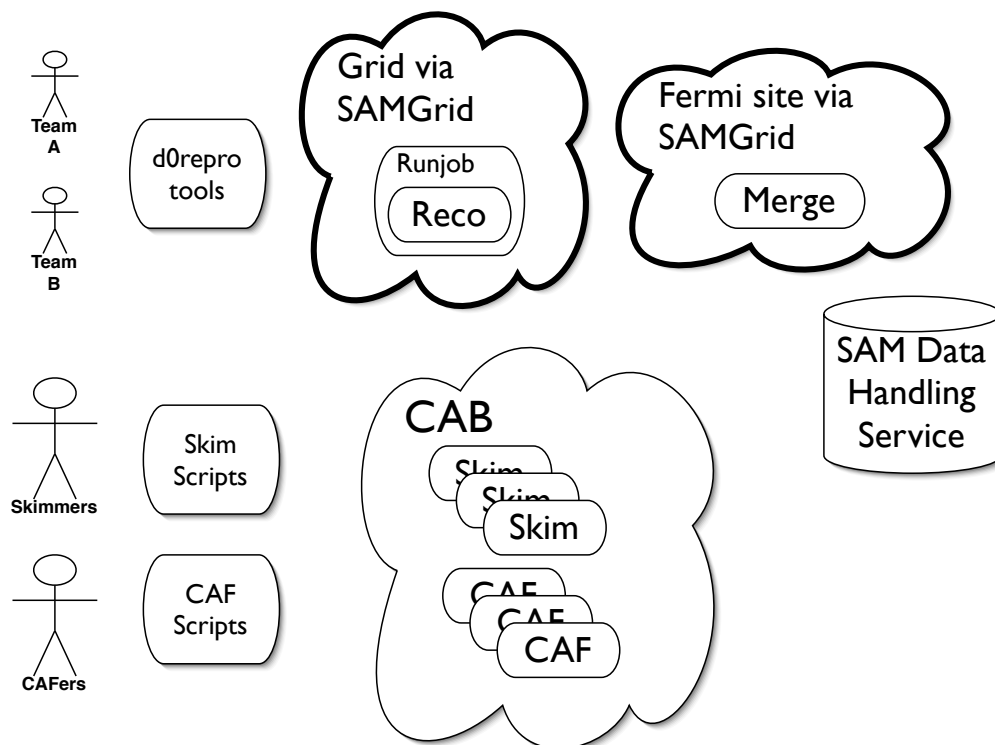 Team
A
Team
B
d0repro
tools
Grid via
SAMGrid
Runjob
Reco
Fermi site via
SAMGrid
Merge
SAM Data
Handling
Service
Skimmers
Skim
Scripts
CAB
Skim
Skim
Skim
CAFers
CAF
Scripts
CAF
CAF
CAF